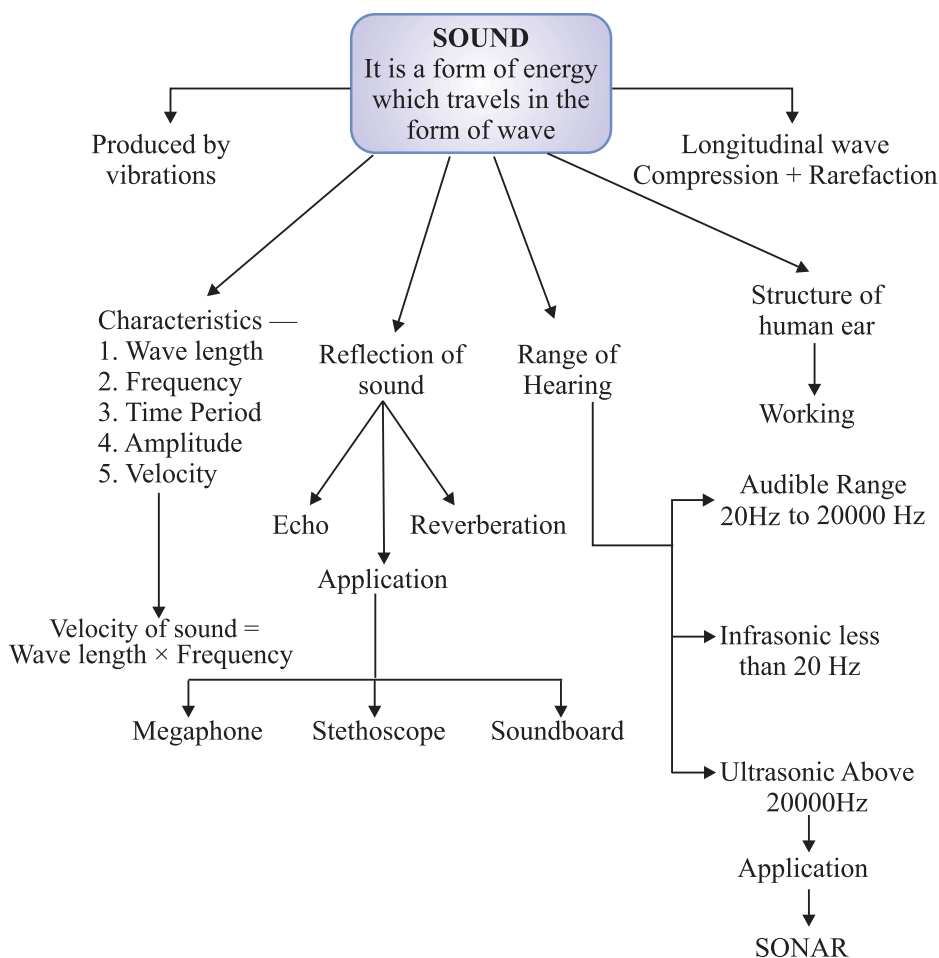 SOUND
It is a form of energy
which travels in the
form of wave
Produced by
vibrations
Longitudinal wave
Compression + Rarefaction
Characteristics —
1. Wave length
2. Frequency
3. Time Period
4. Amplitude
5. Velocity
Velocity of sound =
Wave length × Frequency
Reflection of
sound
Echo
Reverberation
Application
Megaphone
Stethoscope
Soundboard
Range of
Hearing
Structure of
human ear
Working
Audible Range
20Hz to 20000 Hz
Infrasonic less
than 20 Hz
Ultrasonic Above
20000Hz
Application
SONAR